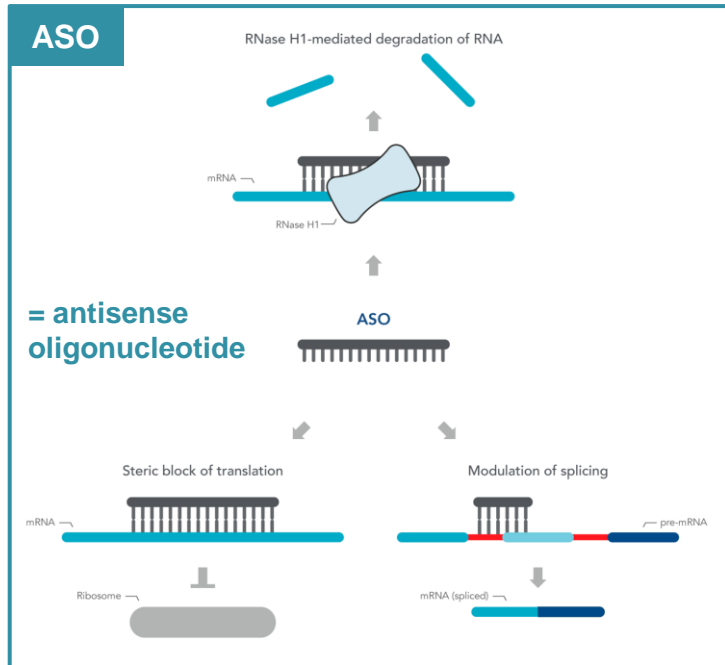 ASO
RNase H1-mediated degradation of RNA
mRNA
RNase H1
= antisense
oligonucleotide
ASO
Steric block of translation
Modulation of splicing
mRNA
pre-mRNA
Ribosome
mRNA (spliced)